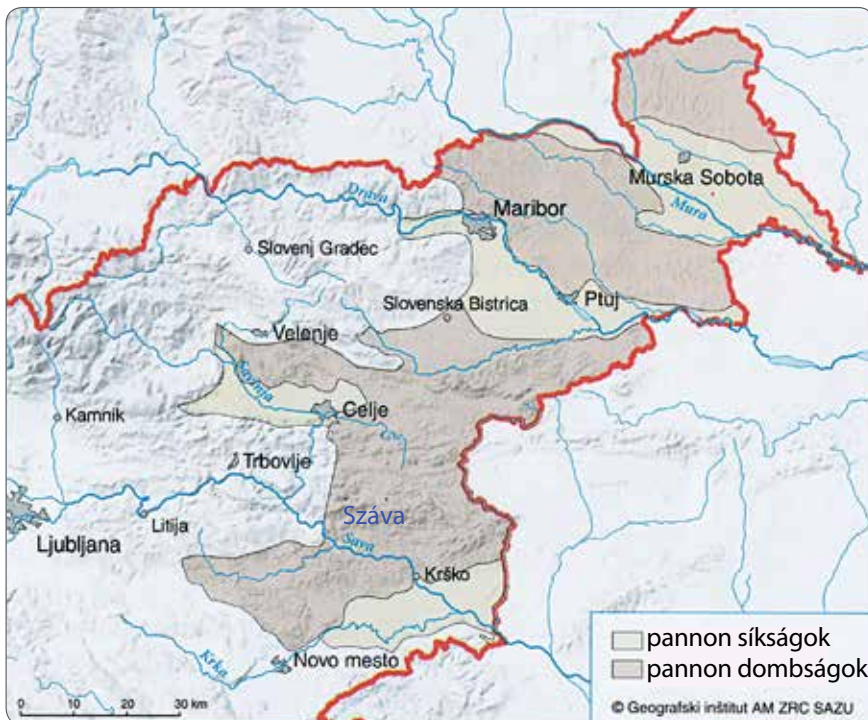 Murska Sobota
Mura
Drava
Maribor
Slovenj Gradec
Slovenska Bistrica
Ptuj
Velenje
Savinja
Celje
Kamnik
Trbovlje
Száva
Litija
Ljubljana
Sava
Krško
Krka
Novo mesto
pannon síkságok
pannon dombságok
© Geografski inštitut AM ZRC SAZU
0 10 20 30 km